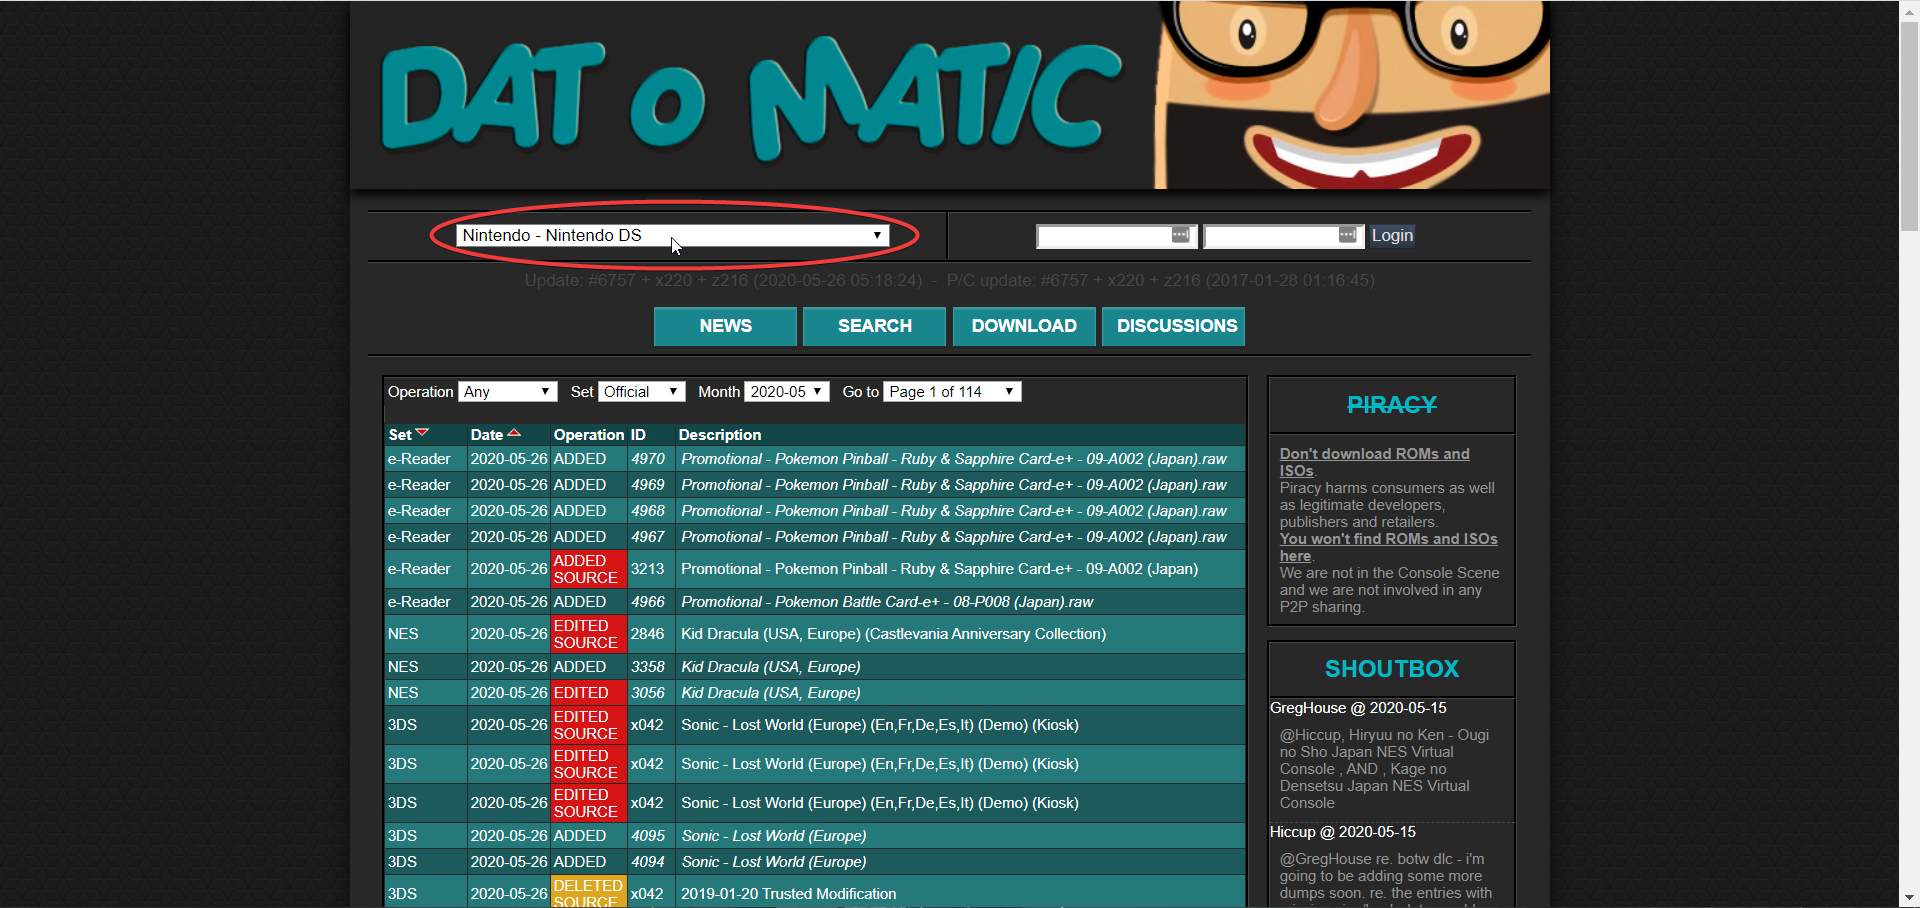 DAT o MATIC
Nintendo - Nintendo DS
Login
Update: #6757 + x220 + z216 (2020-05-26 05:18:24) - P/C update: #6757 + x220 + z216 (2017-01-28 01:16:45)
NEWS SEARCH DOWNLOAD DISCUSSIONS
Operation Any Set Official Month 2020-05 Go to Page 1 of 114
Set Date Operation ID Description
e-Reader 2020-05-26 ADDED 4970 Promotional - Pokemon Pinball - Ruby & Sapphire Card-e+ - 09-A002 (Japan).raw
e-Reader 2020-05-26 ADDED 4969 Promotional - Pokemon Pinball - Ruby & Sapphire Card-e+ - 09-A002 (Japan).raw
e-Reader 2020-05-26 ADDED 4968 Promotional - Pokemon Pinball - Ruby & Sapphire Card-e+ - 09-A002 (Japan).raw
e-Reader 2020-05-26 ADDED 4967 Promotional - Pokemon Pinball - Ruby & Sapphire Card-e+ - 09-A002 (Japan).raw
e-Reader 2020-05-26 ADDED SOURCE 3213 Promotional - Pokemon Pinball - Ruby & Sapphire Card-e+ - 09-A002 (Japan)
e-Reader 2020-05-26 ADDED 4966 Promotional - Pokemon Battle Card-e+ - 08-P008 (Japan).raw
NES 2020-05-26 EDITED SOURCE 2846 Kid Dracula (USA, Europe) (Castlevania Anniversary Collection)
NES 2020-05-26 ADDED 3358 Kid Dracula (USA, Europe)
NES 2020-05-26 EDITED 3056 Kid Dracula (USA, Europe)
3DS 2020-05-26 EDITED SOURCE x042 Sonic - Lost World (Europe) (En,Fr,De,Es,It) (Demo) (Kiosk)
3DS 2020-05-26 EDITED SOURCE x042 Sonic - Lost World (Europe) (En,Fr,De,Es,It) (Demo) (Kiosk)
3DS 2020-05-26 EDITED SOURCE x042 Sonic - Lost World (Europe) (En,Fr,De,Es,It) (Demo) (Kiosk)
3DS 2020-05-26 ADDED 4095 Sonic - Lost World (Europe)
3DS 2020-05-26 ADDED 4094 Sonic - Lost World (Europe)
3DS 2020-05-26 DELETED SOURCE x042 2019-01-20 Trusted Modification
PIRACY
Don't download ROMs and
ISOs.
Piracy harms consumers as well
as legitimate developers,
publishers and retailers.
You won't find ROMs and ISOs
here.
We are not in the Console Scene
and we are not involved in any
P2P sharing.
SHOUTBOX
GregHouse @ 2020-05-15
@Hiccup, Hiryuu no Ken - Ougi
no Sho Japan NES Virtual
Console , AND , Kage no
Densetsu Japan NES Virtual
Console
Hiccup @ 2020-05-15
@GregHouse re. botw dlc - i'm
going to be adding some more
dumps soon. re. the entries with